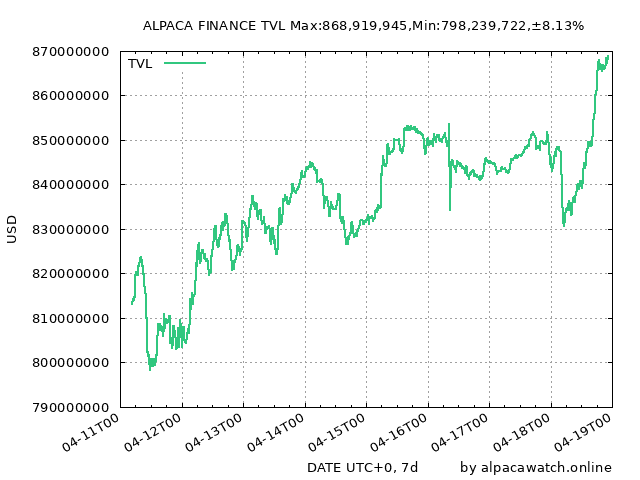 ALPACA FINANCE TVL Max:868,919,945,Min:798,239,722,±8.13%
TVL
870000000
860000000
850000000
840000000
830000000
820000000
810000000
800000000
790000000
USD
04-11T00
04-12T00
04-13T00
04-14T00
04-15T00
04-16T00
04-17T00
04-18T00
04-19T00
DATE UTC+0, 7d
by alpacawatch.online